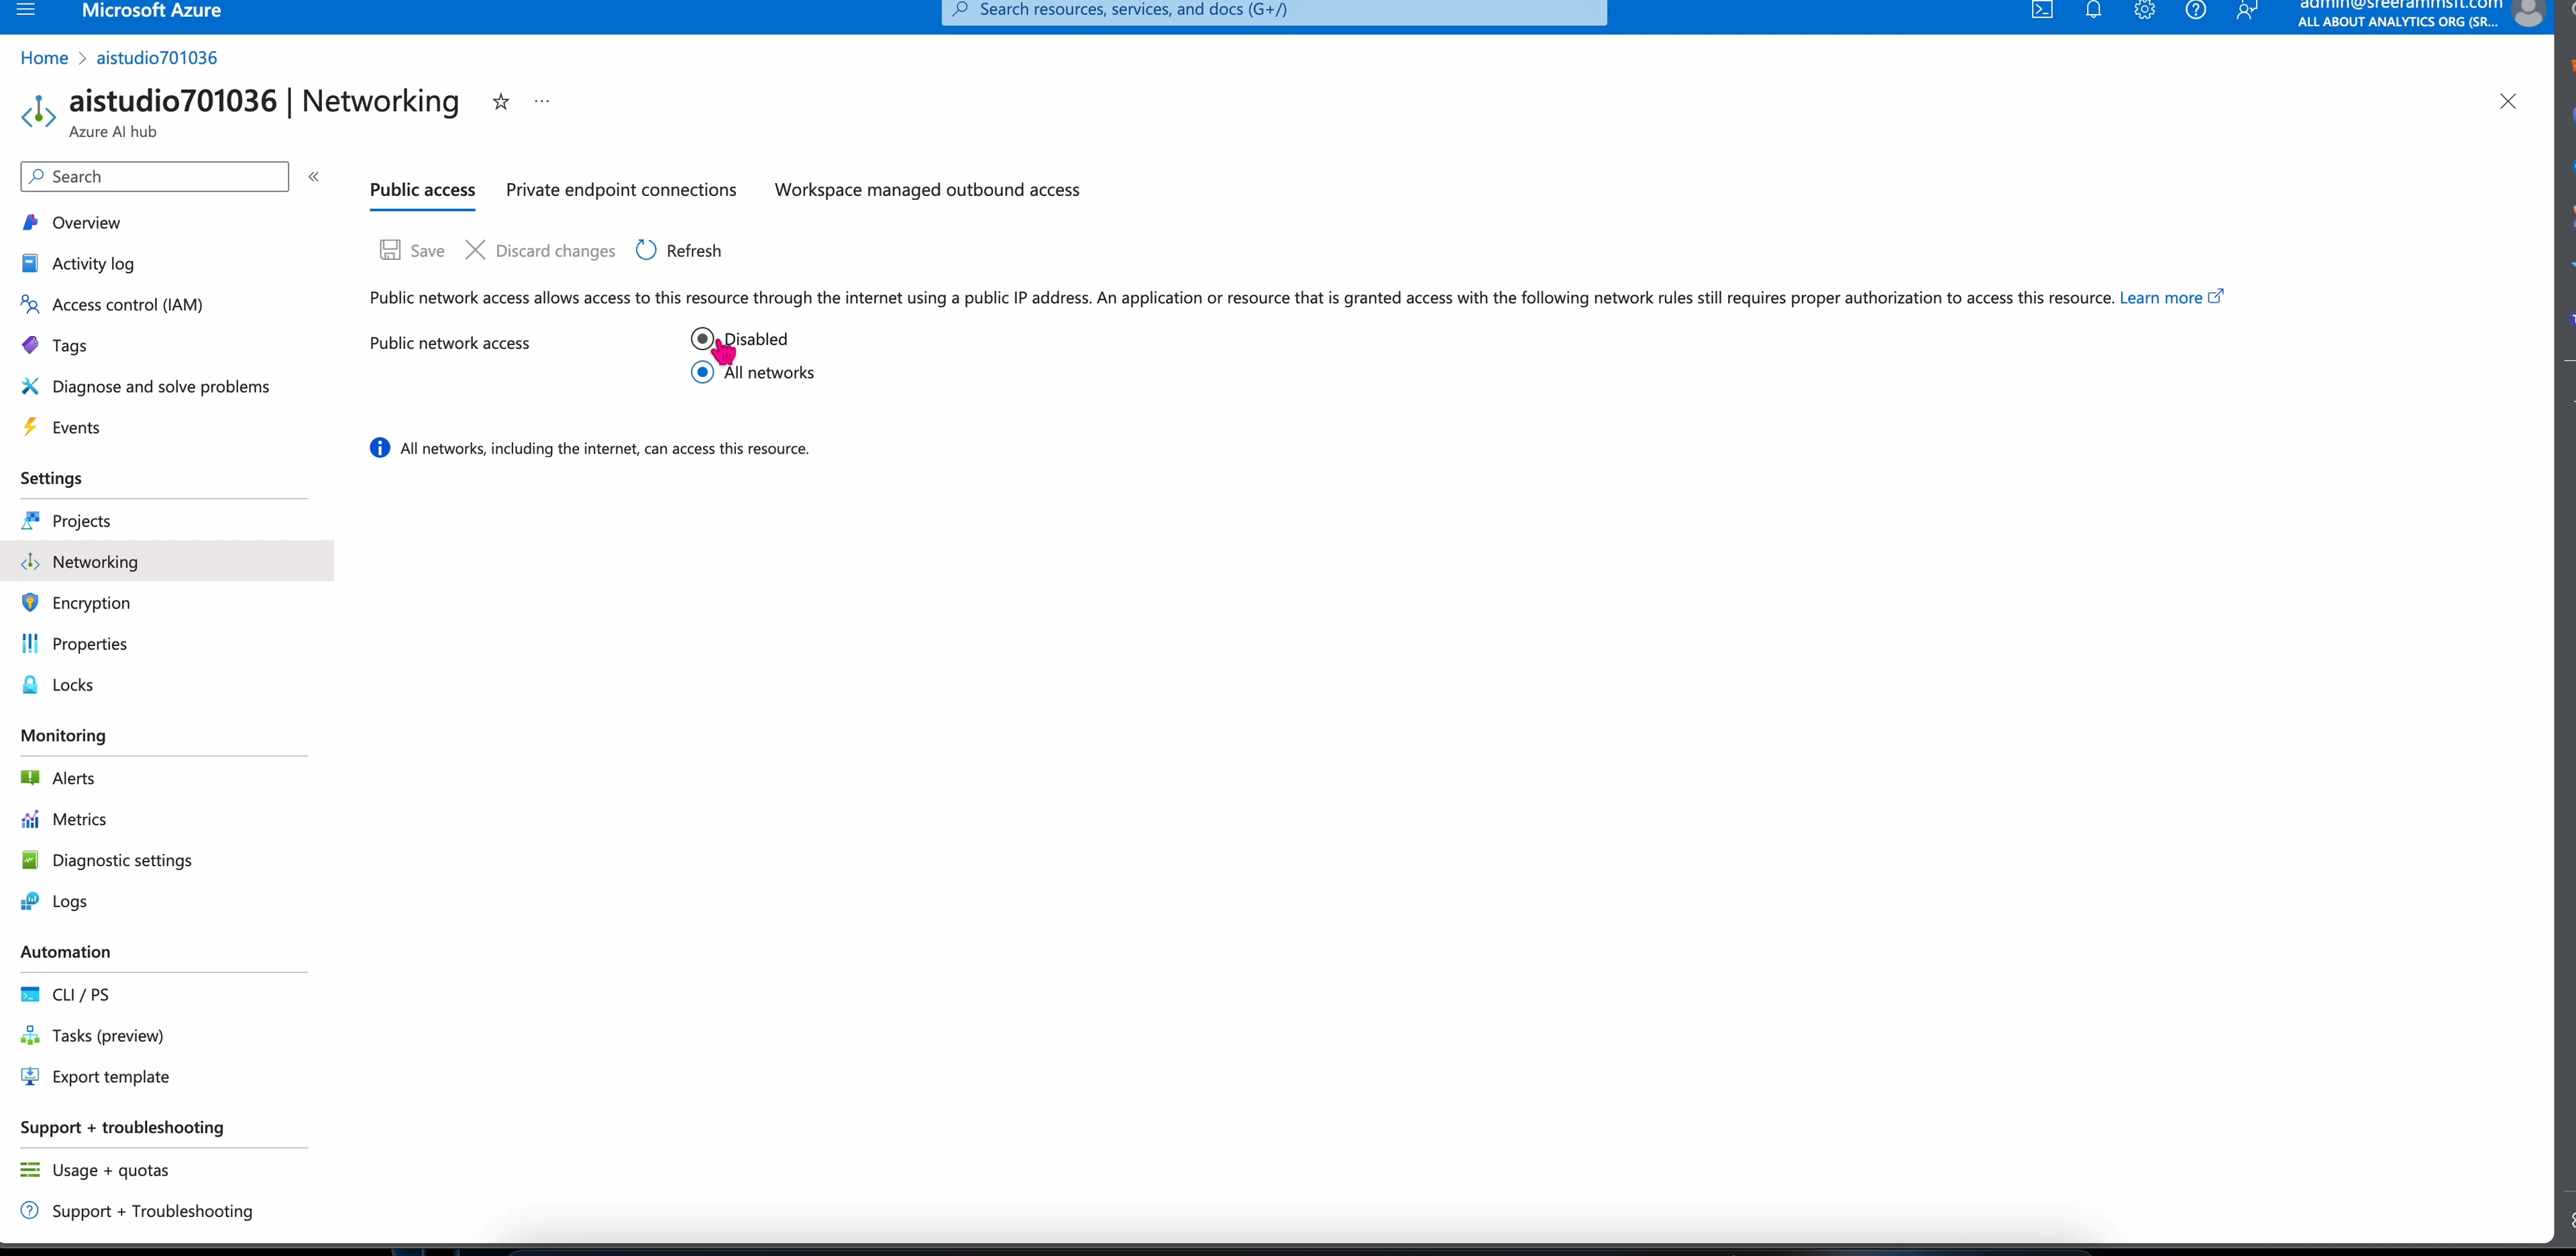 Microsoft Azure
Search resources, services, and docs (G+/)
admin@sreerammsft.com
ALL ABOUT ANALYTICS ORG (SR...
Home > aistudio701036
aistudio701036 | Networking
Azure AI hub
Search
Overview
Activity log
Access control (IAM)
Tags
Diagnose and solve problems
Events
Settings
Projects
Networking
Encryption
Properties
Locks
Monitoring
Alerts
Metrics
Diagnostic settings
Logs
Automation
CLI / PS
Tasks (preview)
Export template
Support + troubleshooting
Usage + quotas
Support + Troubleshooting
Public access Private endpoint connections Workspace managed outbound access
Save Discard changes Refresh
Public network access allows access to this resource through the internet using a public IP address. An application or resource that is granted access with the following network rules still requires proper authorization to access this resource. Learn more
Public network access
Disabled
All networks
All networks, including the internet, can access this resource.